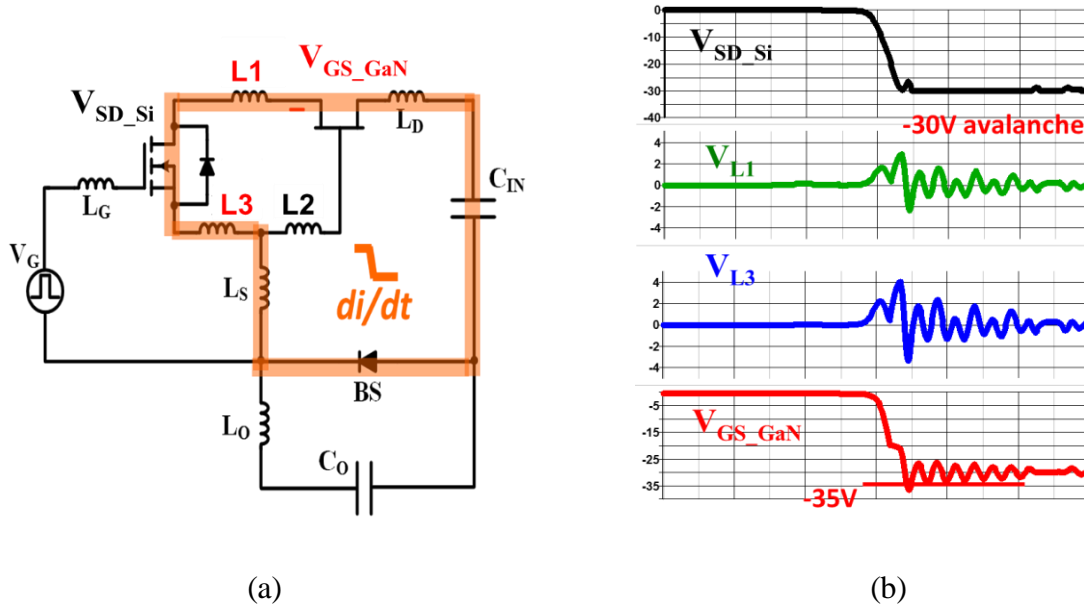 V_GS_GaN
L1
V_SD_Si
-
L_D
C_IN
L_G
L3
L2
V_G
L_S
di/dt
BS
L_O
C_O
(a)
0
-10
-20
-30
-40
V_SD_Si
-30V avalanche
4
2
0
-2
-4
V_L1
4
2
0
-2
-4
V_L3
-5
-15
-25
-35
V_GS_GaN
-35V
(b)